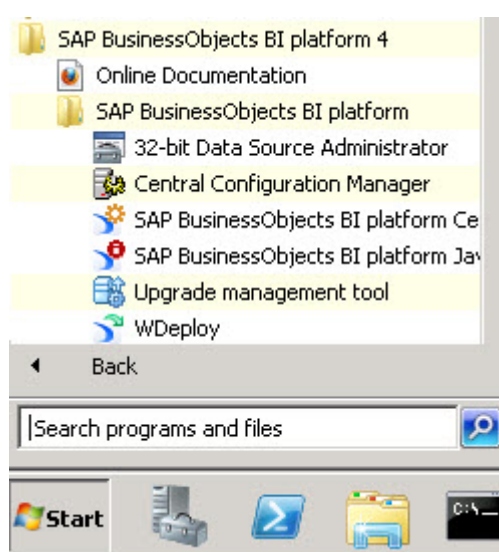 SAP BusinessObjects BI platform 4
Online Documentation
SAP BusinessObjects BI platform
32-bit Data Source Administrator
Central Configuration Manager
SAP BusinessObjects BI platform Ce
SAP BusinessObjects BI platform Jav
Upgrade management tool
WDeploy
Back
Search programs and files
Start
C:\_